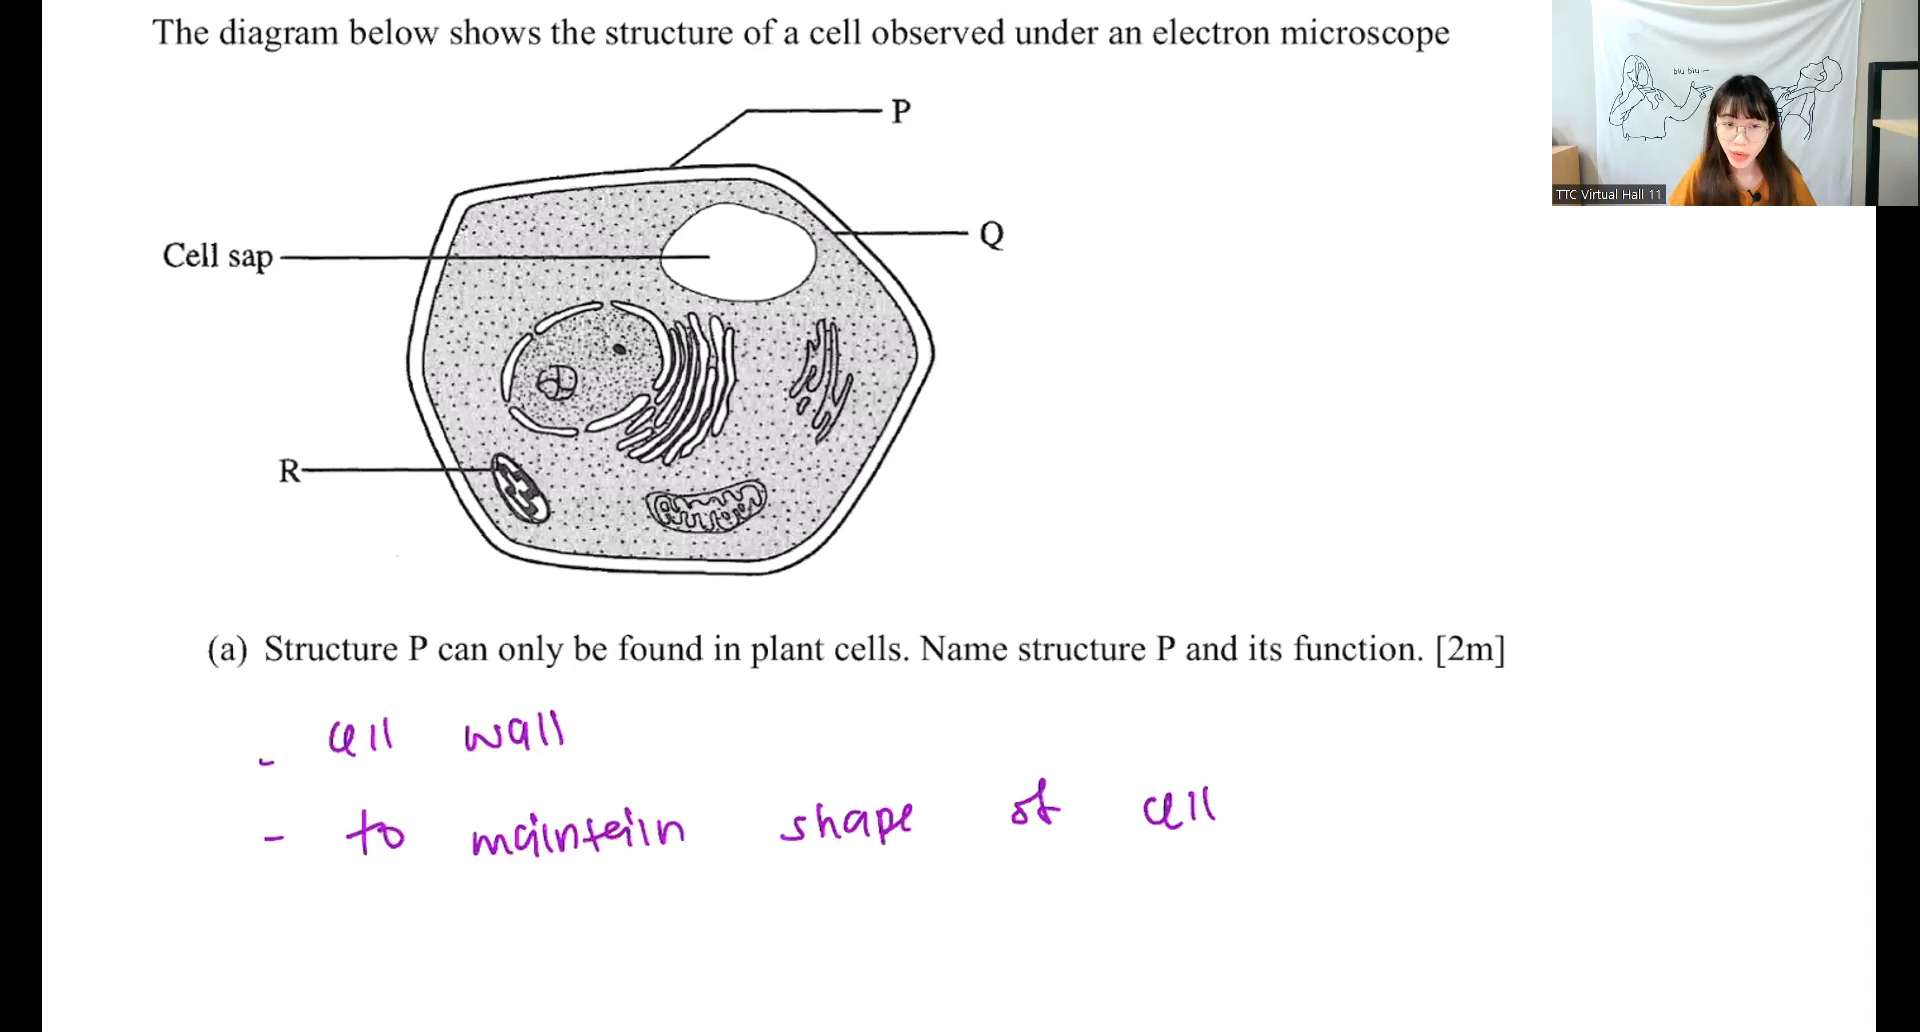 The diagram below shows the structure of a cell observed under an electron microscope
biu biu
TTC Virtual Hall 11
P
Q
Cell sap
R
(a) Structure P can only be found in plant cells. Name structure P and its function. [2m]
- cell wall
- to maintain shape of cell